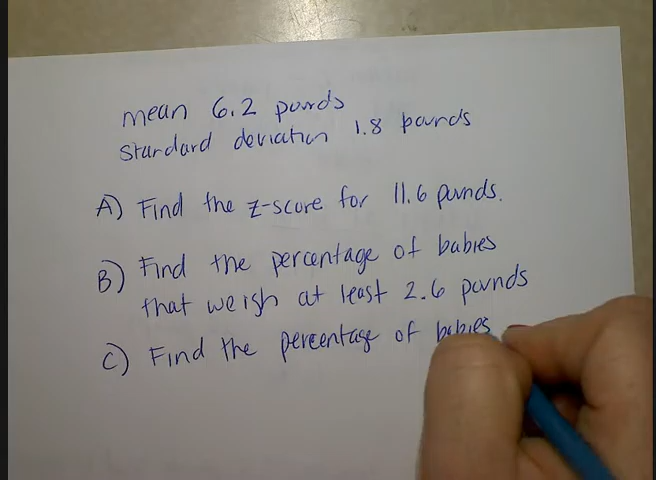 mean 6.2 pounds
Standard deviation 1.8 pounds
A) Find the z-score for 11.6 pounds.
B) Find the percentage of babies
that weigh at least 2.6 pounds
C) Find the percentage of babies